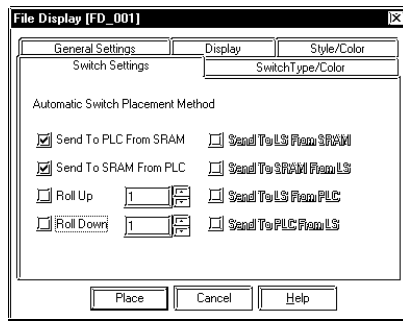 File Display [FD_001]
General Settings Display Style/Color
Switch Settings SwitchType/Color
Automatic Switch Placement Method
Send To PLC From SRAM Send To LS From SRAM
Send To SRAM From PLC Send To SRAM From LS
Roll Up 1 Send To LS From PLC
Roll Down 1 Send To PLC From LS
Place Cancel Help